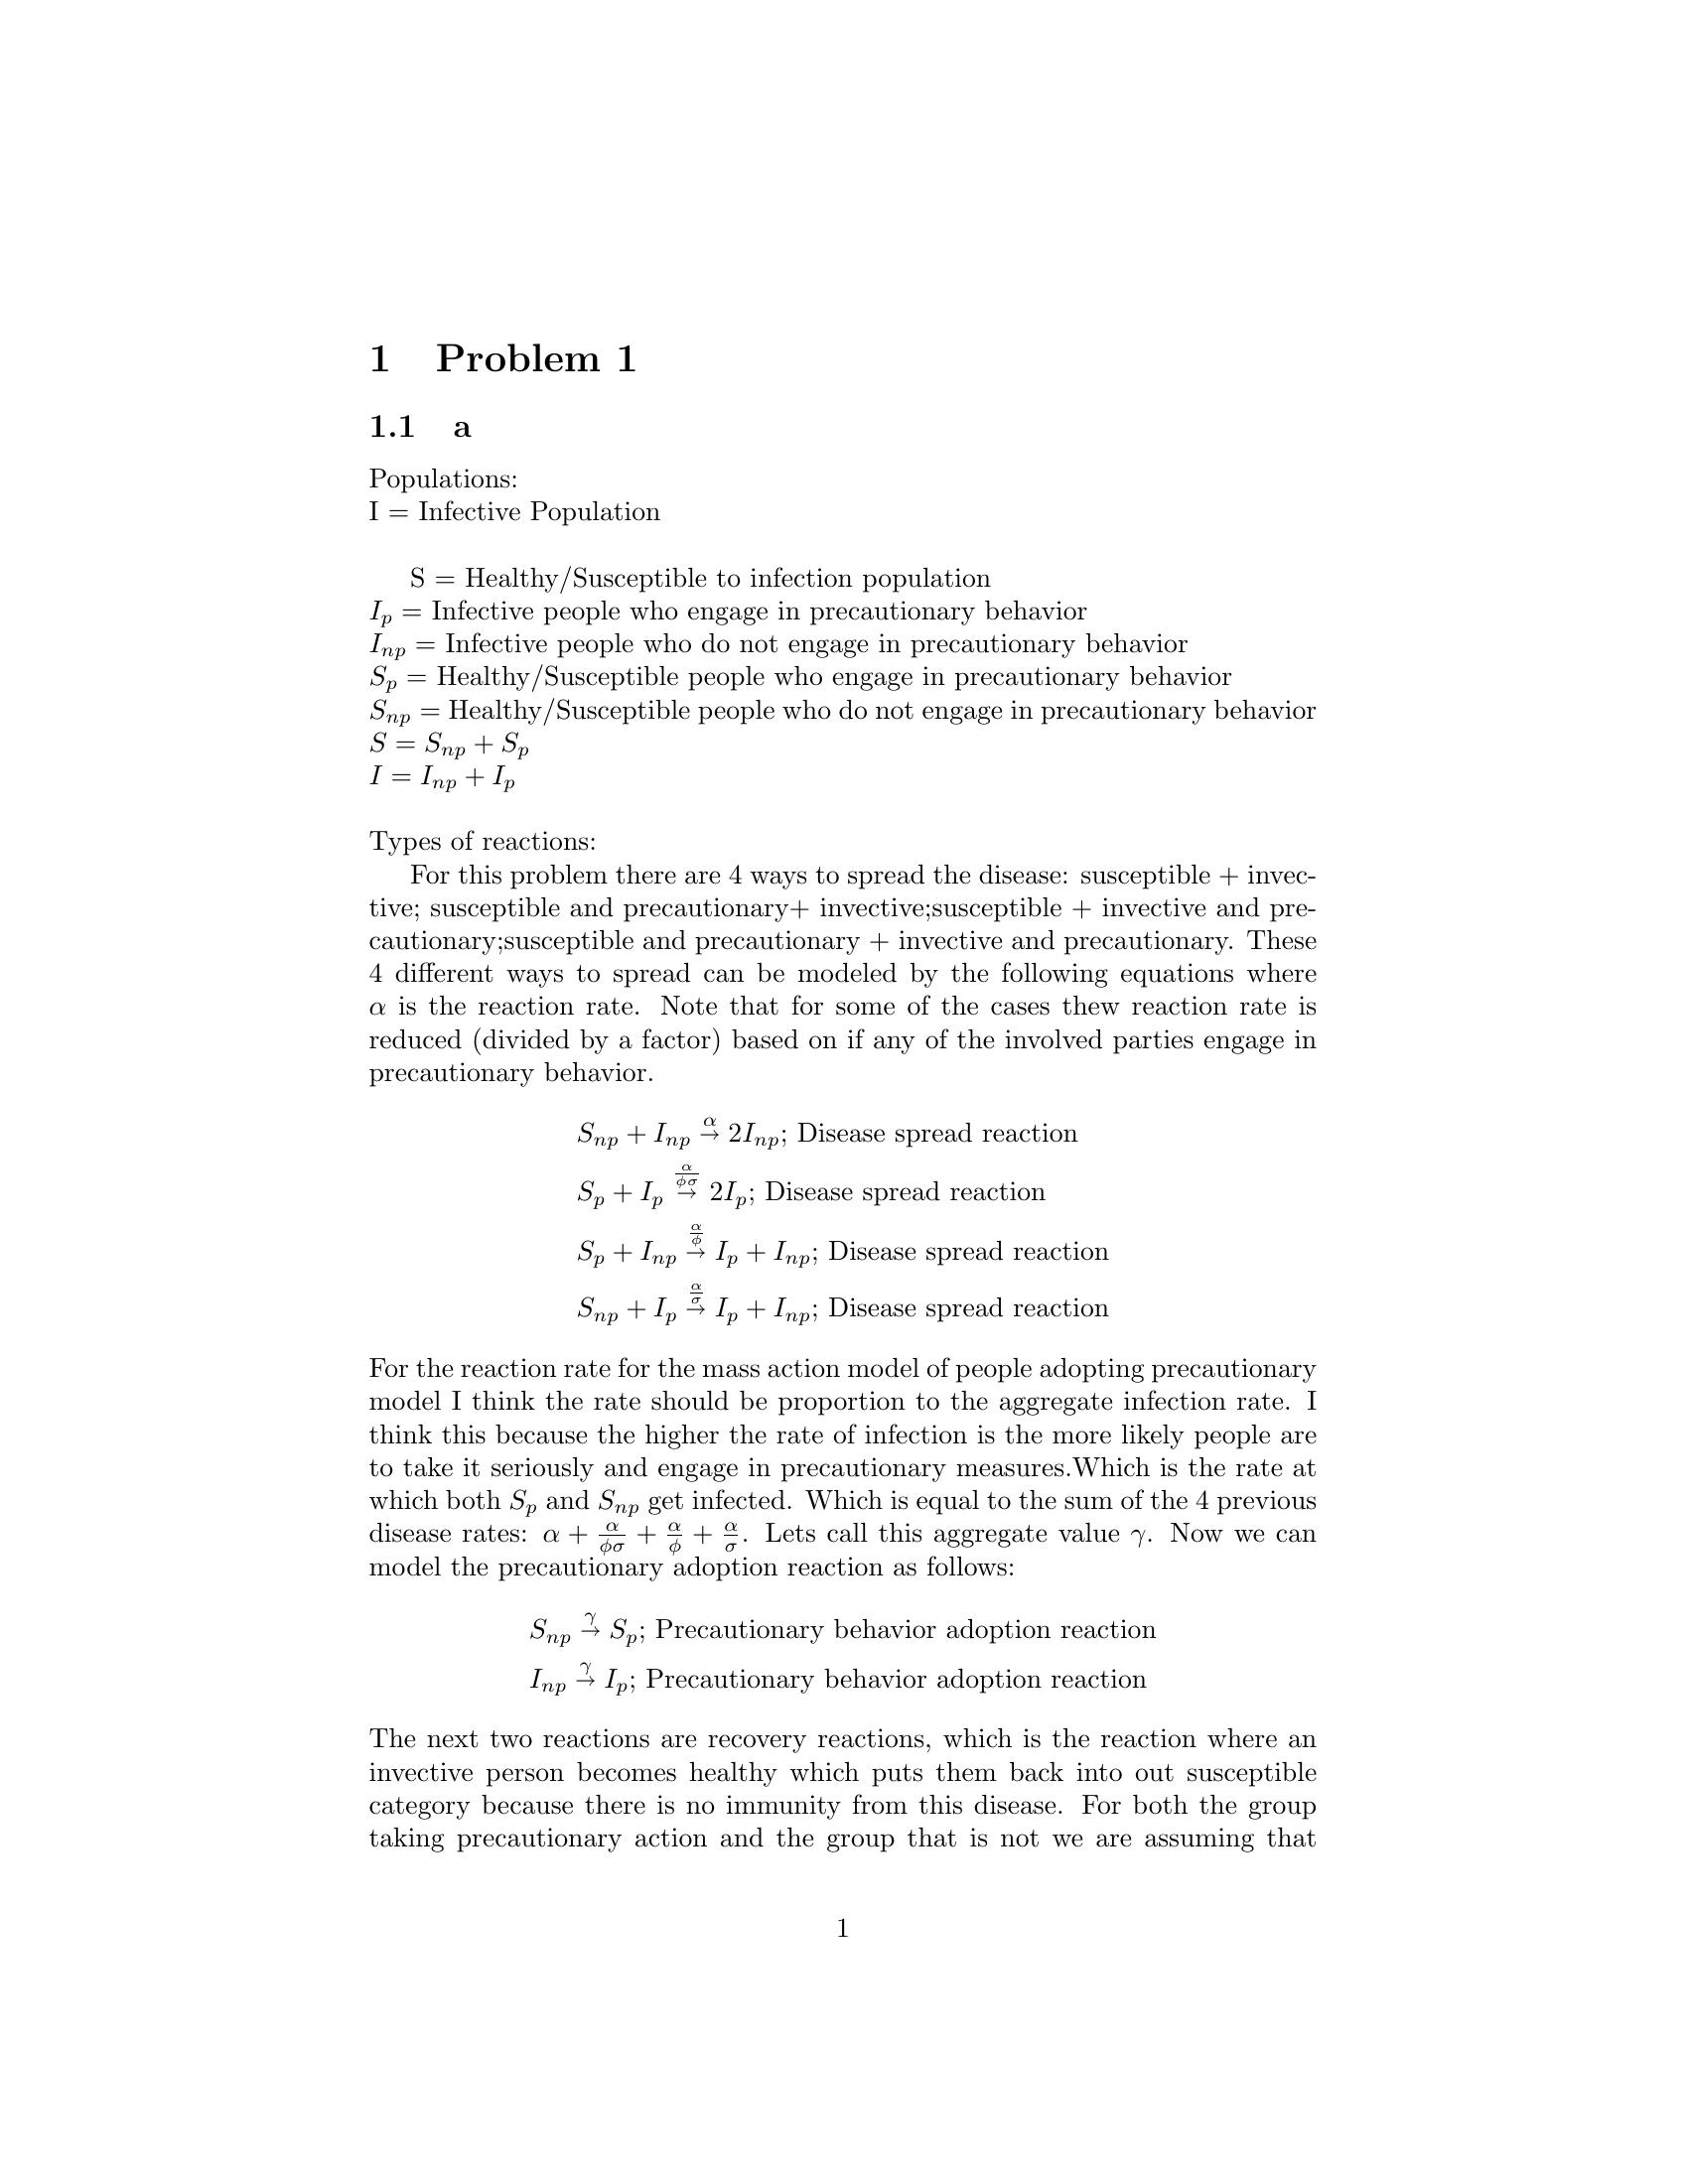 1 Problem 1
1.1 a
Populations:
I = Infective Population
S = Healthy/Susceptible to infection population
$I_p$ = Infective people who engage in precautionary behavior
$I_{np}$ = Infective people who do not engage in precautionary behavior
$S_p$ = Healthy/Susceptible people who engage in precautionary behavior
$S_{np}$ = Healthy/Susceptible people who do not engage in precautionary behavior
$S = S_{np} + S_p$
$I = I_{np} + I_p$
Types of reactions:
For this problem there are 4 ways to spread the disease: susceptible + invec-
tive; susceptible and precautionary+ invective;susceptible + invective and pre-
cautionary;susceptible and precautionary + invective and precautionary. These
4 different ways to spread can be modeled by the following equations where
$\alpha$ is the reaction rate. Note that for some of the cases thew reaction rate is
reduced (divided by a factor) based on if any of the involved parties engage in
precautionary behavior.
$S_{np} + I_{np} \overset{\alpha}{\rightarrow} 2I_{np}$; Disease spread reaction
$S_p + I_p \overset{\frac{\alpha}{\phi\sigma}}{\rightarrow} 2I_p$; Disease spread reaction
$S_p + I_{np} \overset{\frac{\alpha}{\phi}}{\rightarrow} I_p + I_{np}$; Disease spread reaction
$S_{np} + I_p \overset{\frac{\alpha}{\sigma}}{\rightarrow} I_p + I_{np}$; Disease spread reaction
For the reaction rate for the mass action model of people adopting precautionary
model I think the rate should be proportion to the aggregate infection rate. I
think this because the higher the rate of infection is the more likely people are
to take it seriously and engage in precautionary measures.Which is the rate at
which both $S_p$ and $S_{np}$ get infected. Which is equal to the sum of the 4 previous
disease rates: $\alpha + \frac{\alpha}{\phi\sigma} + \frac{\alpha}{\phi} + \frac{\alpha}{\sigma}$. Lets call this aggregate value $\gamma$. Now we can
model the precautionary adoption reaction as follows:
$S_{np} \overset{\gamma}{\rightarrow} S_p$; Precautionary behavior adoption reaction
$I_{np} \overset{\gamma}{\rightarrow} I_p$; Precautionary behavior adoption reaction
The next two reactions are recovery reactions, which is the reaction where an
invective person becomes healthy which puts them back into out susceptible
category because there is no immunity from this disease. For both the group
taking precautionary action and the group that is not we are assuming that
1